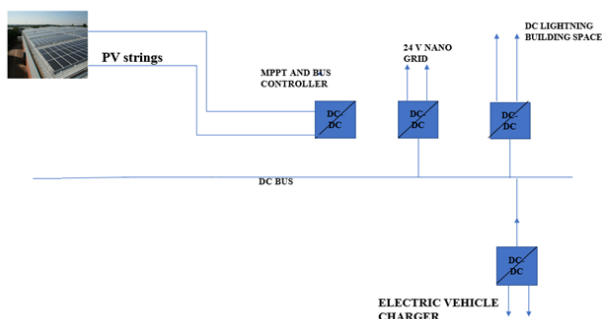 DC LIGHTNING
BUILDING SPACE
24 V NANO
GRID
PV strings
MPPT AND BUS
CONTROLLER
DC-
DC
DC-
DC
DC-
DC
DC BUS
DC-
DC
ELECTRIC VEHICLE
CHARGER